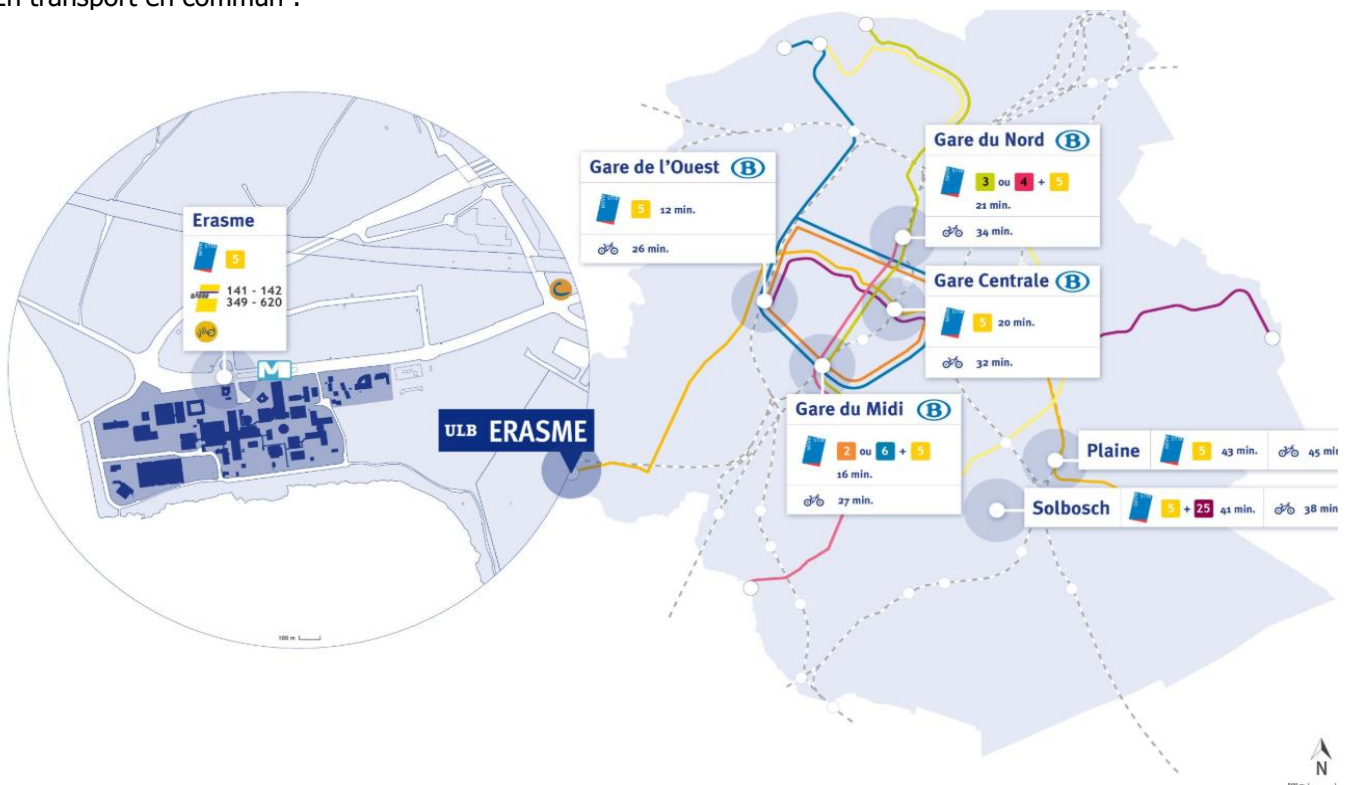 En transport en commun :
Erasme
5
141 - 142
349 - 620
M
100 m
N
ULB ERASME
Gare de l'Ouest B
5 12 min.
26 min.
Gare du Nord B
3 ou 4 + 5
21 min.
34 min.
Gare Centrale B
5 20 min.
32 min.
Gare du Midi B
2 ou 6 + 5
16 min.
27 min.
Plaine 5 43 min. 45 min
Solbosch 5 + 25 41 min. 38 min
N